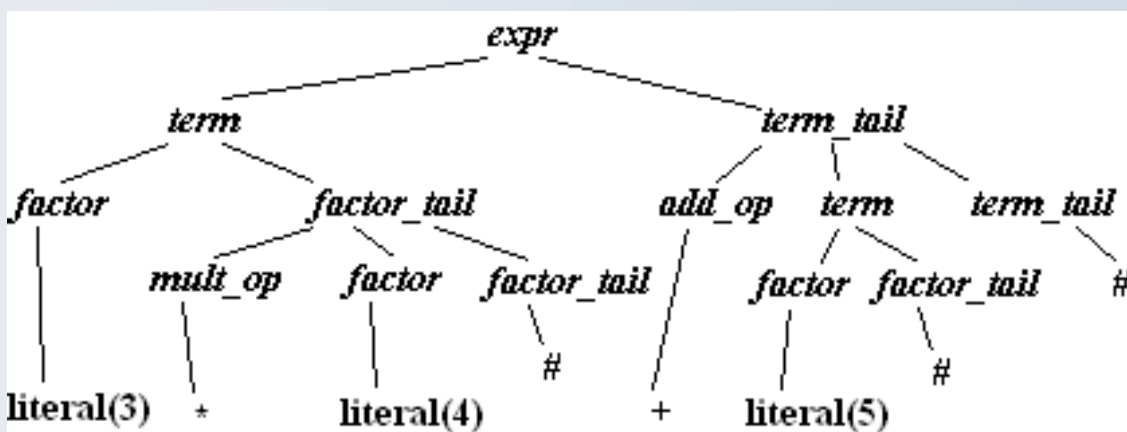 expr
term term_tail
factor factor_tail add_op term term_tail
mult_op factor factor_tail factor factor_tail #
# #
literal(3) * literal(4) + literal(5)